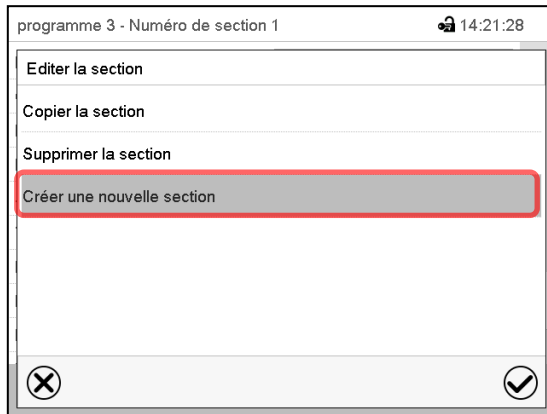 programme 3 - Numéro de section 1 14:21:28
Editer la section
Copier la section
Supprimer la section
Créer une nouvelle section